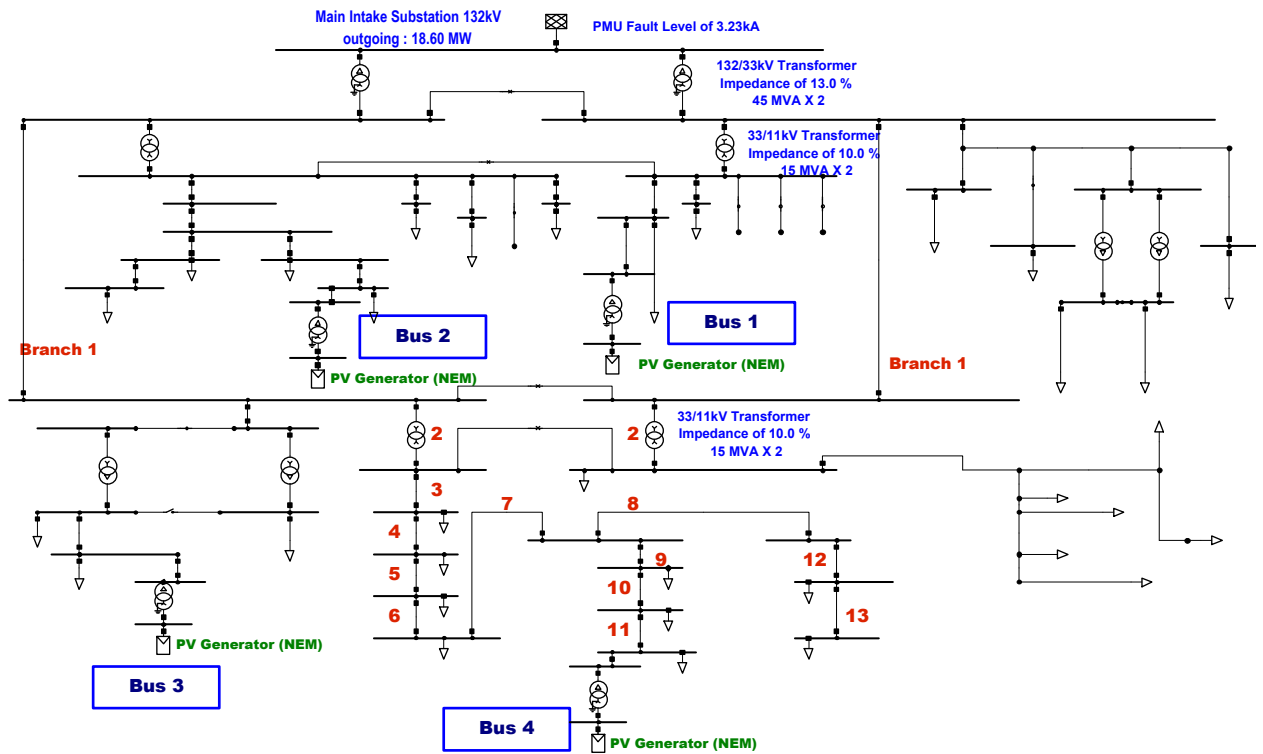 Main Intake Substation 132kV
outgoing : 18.60 MW
PMU Fault Level of 3.23kA
132/33kV Transformer
Impedance of 13.0 %
45 MVA X 2
33/11kV Transformer
Impedance of 10.0 %
15 MVA X 2
Bus 2
Bus 1
Branch 1
Branch 1
PV Generator (NEM)
PV Generator (NEM)
33/11kV Transformer
Impedance of 10.0 %
15 MVA X 2
2
2
3
7
8
4
9
12
5
10
6
11
13
PV Generator (NEM)
Bus 3
Bus 4
PV Generator (NEM)